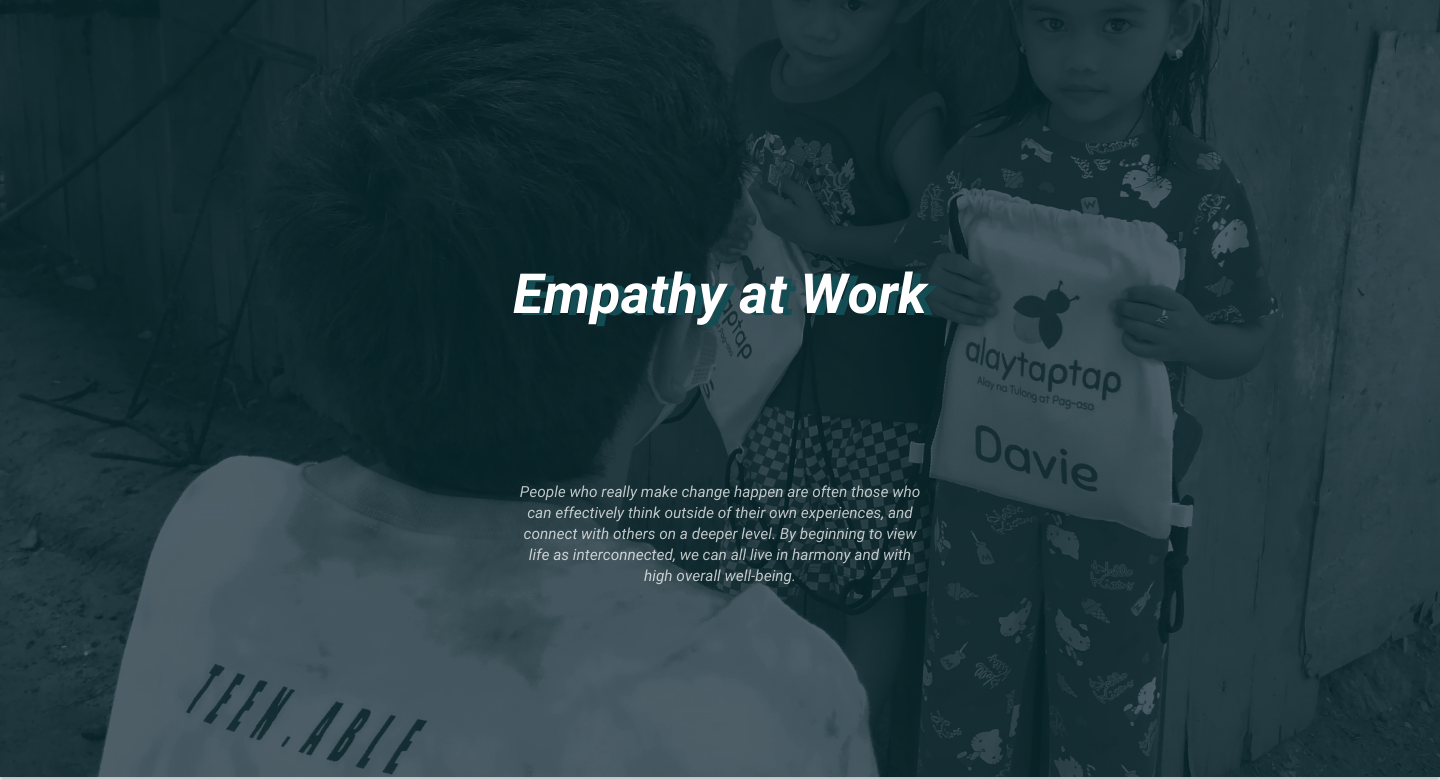 Empathy at Work
alaytaptap
Alay na Tulong at Pag-asa
Davie
People who really make change happen are often those who
can effectively think outside of their own experiences, and
connect with others on a deeper level. By beginning to view
life as interconnected, we can all live in harmony and with
high overall well-being.
TEEN.ABLE